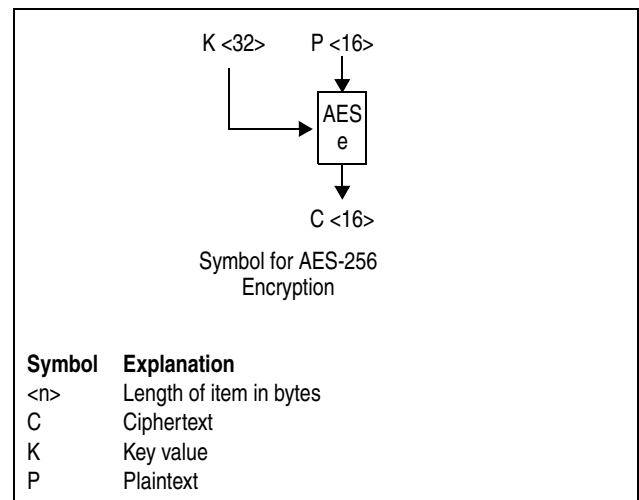 K <32> P <16>
AES
e
C <16>
Symbol for AES-256
Encryption
Symbol Explanation
<n> Length of item in bytes
C Ciphertext
K Key value
P Plaintext